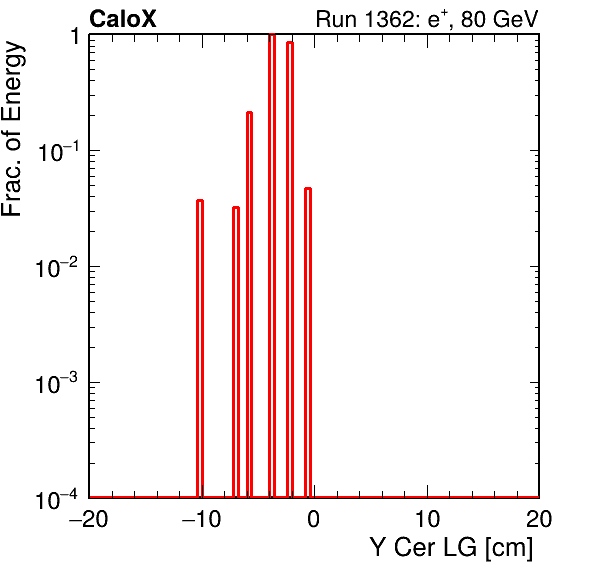 CaloX Run 1362: e⁺, 80 GeV
Frac. of Energy
1
10⁻¹
10⁻²
10⁻³
10⁻⁴
−20 −10 0 10 20
Y Cer LG [cm]